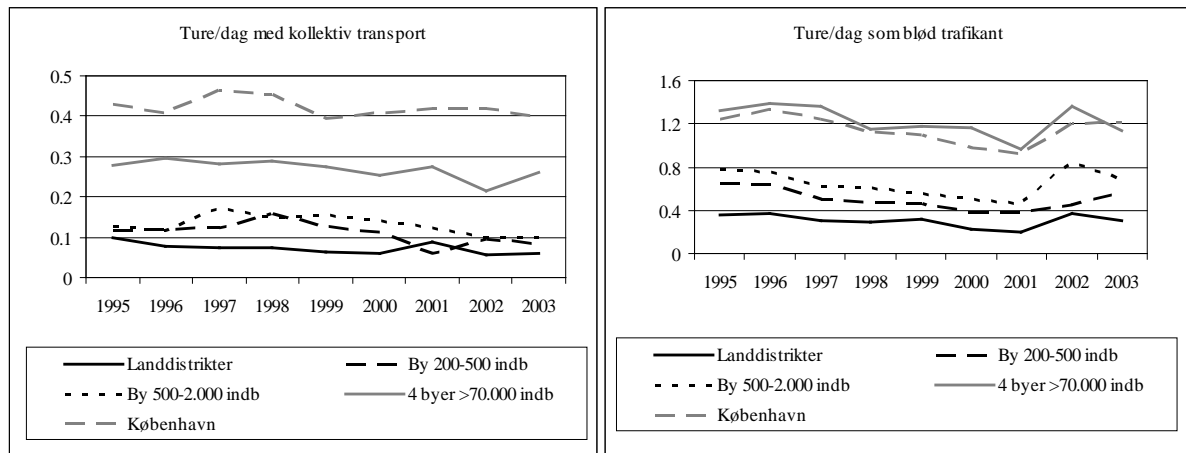 Ture/dag med kollektiv transport
0.5
0.4
0.3
0.2
0.1
0
1995 1996 1997 1998 1999 2000 2001 2002 2003
Landdistrikter By 200-500 indb
By 500-2.000 indb 4 byer >70.000 indb
København
Ture/dag som blød trafikant
1.6
1.2
0.8
0.4
0
1995 1996 1997 1998 1999 2000 2001 2002 2003
Landdistrikter By 200-500 indb
By 500-2.000 indb 4 byer >70.000 indb
København